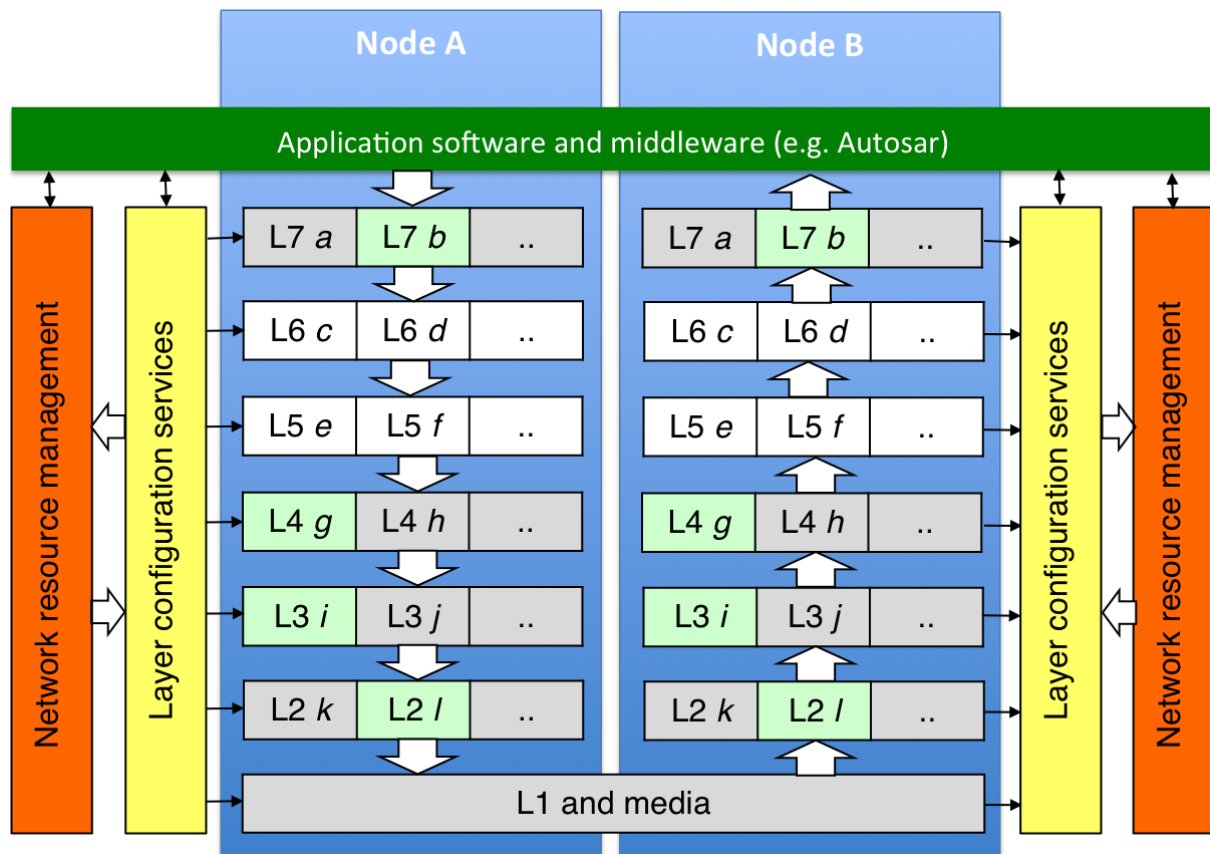 Node A
Node B
Application software and middleware (e.g. Autosar)
Network resource management
Layer configuration services
L7 a L7 b ..
L6 c L6 d ..
L5 e L5 f ..
L4 g L4 h ..
L3 i L3 j ..
L2 k L2 l ..
L7 a L7 b ..
L6 c L6 d ..
L5 e L5 f ..
L4 g L4 h ..
L3 i L3 j ..
L2 k L2 l ..
L1 and media
Layer configuration services
Network resource management